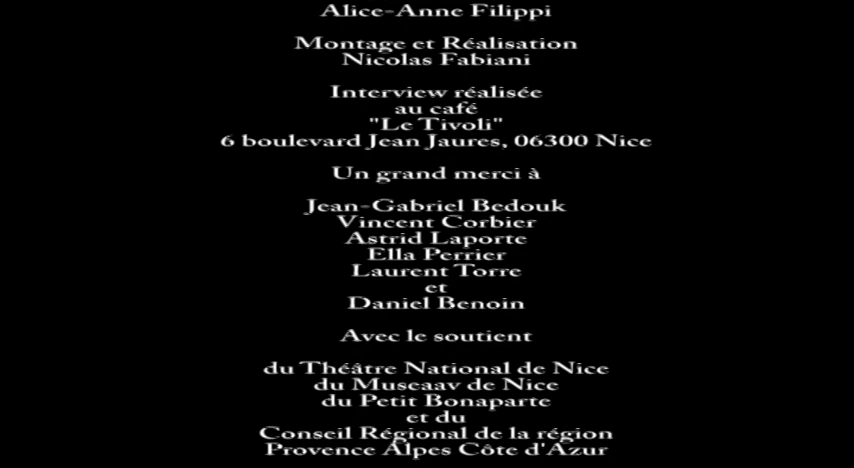 Alice-Anne Filippi
Montage et Réalisation
Nicolas Fabiani
Interview réalisée
au café
"Le Tivoli"
6 boulevard Jean Jaures, 06300 Nice
Un grand merci à
Jean-Gabriel Bedouk
Vincent Corbier
Astrid Laporte
Ella Perrier
Laurent Torre
et
Daniel Benoin
Avec le soutient
du Théâtre National de Nice
du Museaav de Nice
du Petit Bonaparte
et du
Conseil Régional de la région
Provence Alpes Côte d'Azur